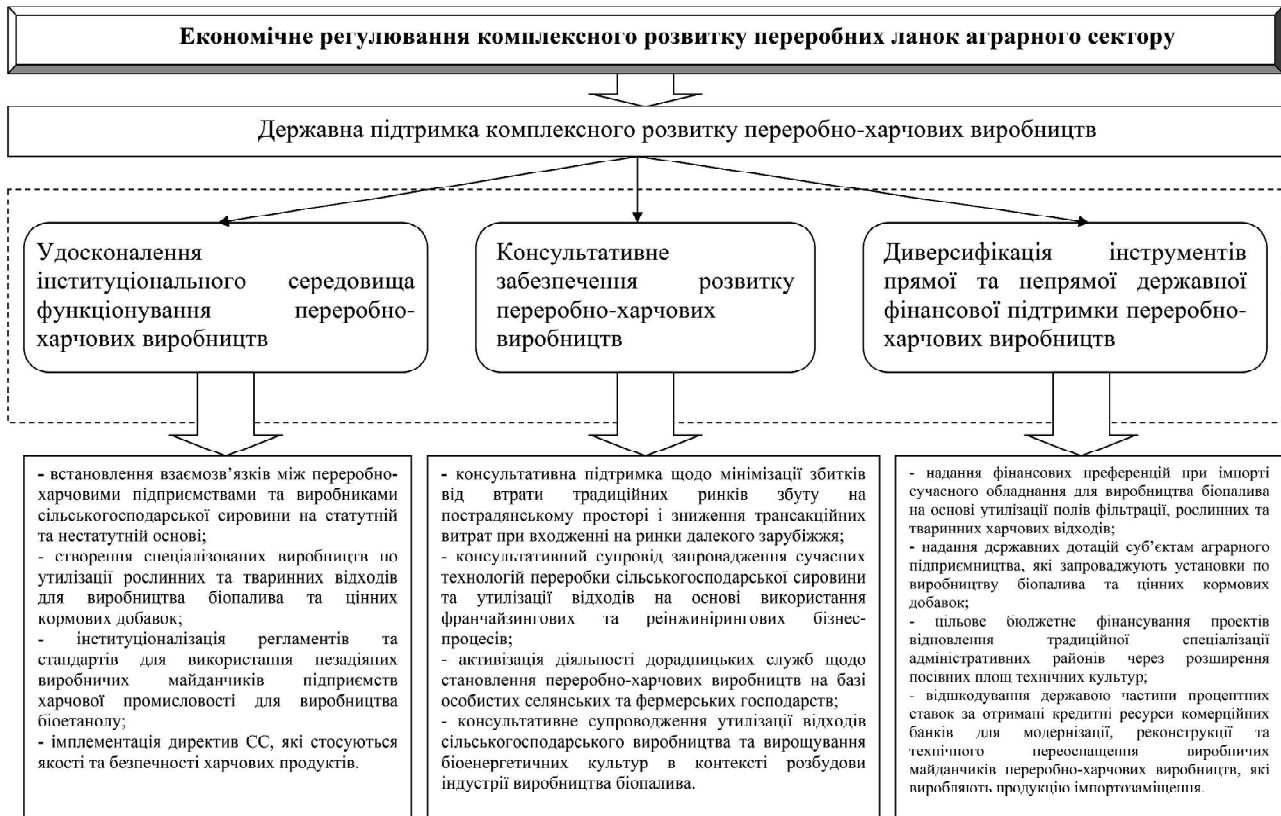 Економічне регулювання комплексного розвитку переробних ланок аграрного сектору
Державна підтримка комплексного розвитку переробно-харчових виробництв
Удосконалення
інституціонального середовища
функціонування переробно-
харчових виробництв
Консультативне
забезпечення розвитку
переробно-харчових
виробництв
Диверсифікація інструментів
прямої та непрямої державної
фінансової підтримки переробно-
харчових виробництв
- встановлення взаємозв’язків між переробно-
харчовими підприємствами та виробниками
сільськогосподарської сировини на статутній
та нестатутній основі;
- створення спеціалізованих виробництв по
утилізації рослинних та тваринних відходів
для виробництва біопалива та цінних
кормових добавок;
- інституціоналізація регламентів та
стандартів для використання незадіяних
виробничих майданчиків підприємств
харчової промисловості для виробництва
біоетанолу;
- імплементація директив ЄС, які стосуються
якості та безпечності харчових продуктів.
- консультативна підтримка щодо мінімізації збитків
від втрати традиційних ринків збуту на
пострадянському просторі і зниження трансакційних
витрат при входженні на ринки далекого зарубіжжя;
- консультативний супровід запровадження сучасних
технологій переробки сільськогосподарської сировини
та утилізації відходів на основі використання
франчайзингових та реінжинірингових бізнес-
процесів;
- активізація діяльності дорадницьких служб щодо
становлення переробно-харчових виробництв на базі
особистих селянських та фермерських господарств;
- консультативне супроводження утилізації відходів
сільськогосподарського виробництва та вирощування
біоенергетичних культур в контексті розбудови
індустрії виробництва біопалива.
- надання фінансових преференцій при імпорті
сучасного обладнання для виробництва біопалива
на основі утилізації полів фільтрації, рослинних та
тваринних харчових відходів;
- надання державних дотацій суб’єктам аграрного
підприємництва, які запроваджують установки по
виробництву біопалива та цінних кормових
добавок;
- цільове бюджетне фінансування проектів
відновлення традиційної спеціалізації
адміністративних районів через розширення
посівних площ технічних культур;
- відшкодування державою частини процентних
ставок за отримані кредитні ресурси комерційних
банків для модернізації, реконструкції та
технічного переоснащення виробничих
майданчиків переробно-харчових виробництв, які
виробляють продукцію імпортозаміщення.